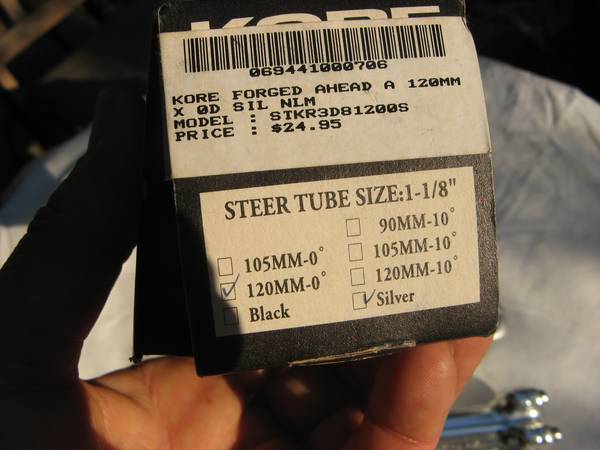 KORE
069441000706
KORE FORGED AHEAD A 120MM
X 0D SIL NLM
MODEL : STKR3D81200S
PRICE : $24.95
STEER TUBE SIZE:1-1/8"
90MM-10°
105MM-0° 105MM-10°
120MM-0° 120MM-10°
Black Silver